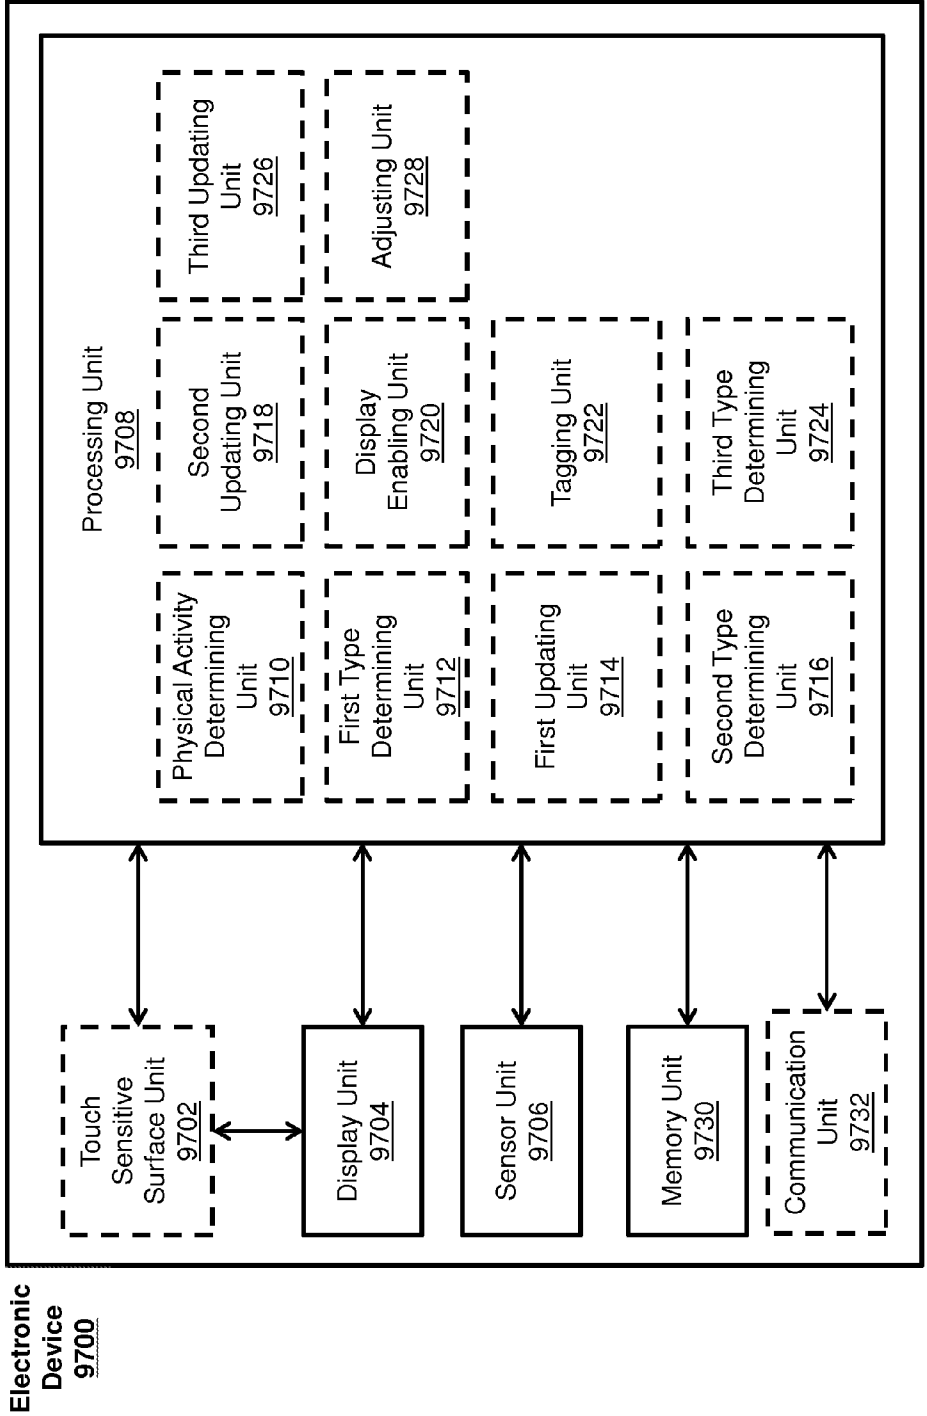 Electronic
Device
9700
Touch
Sensitive
Surface Unit
9702
Display Unit
9704
Sensor Unit
9706
Memory Unit
9730
Communication
Unit
9732
Processing Unit
9708
Physical Activity
Determining
Unit
9710
Second
Updating Unit
9718
Third Updating
Unit
9726
First Type
Determining
Unit
9712
Display
Enabling Unit
9720
Adjusting Unit
9728
First Updating
Unit
9714
Tagging Unit
9722
Second Type
Determining
Unit
9716
Third Type
Determining
Unit
9724